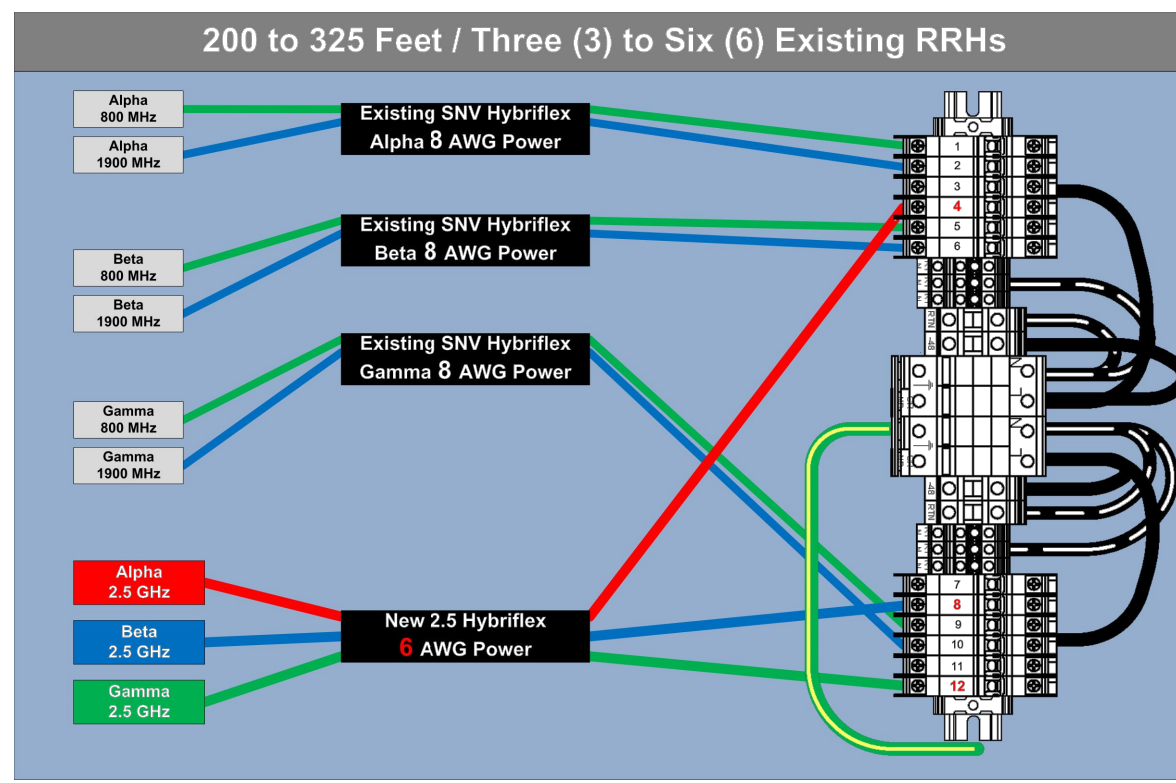 200 to 325 Feet / Three (3) to Six (6) Existing RRHs
Alpha
800 MHz
Alpha
1900 MHz
Existing SNV Hybriflex
Alpha 8 AWG Power
Beta
800 MHz
Beta
1900 MHz
Existing SNV Hybriflex
Beta 8 AWG Power
Gamma
800 MHz
Gamma
1900 MHz
Existing SNV Hybriflex
Gamma 8 AWG Power
Alpha
2.5 GHz
Beta
2.5 GHz
Gamma
2.5 GHz
New 2.5 Hybriflex
6 AWG Power
1
2
3
4
5
6
RTN
-48
N
L
N
L
-48
RTN
7
8
9
10
11
12